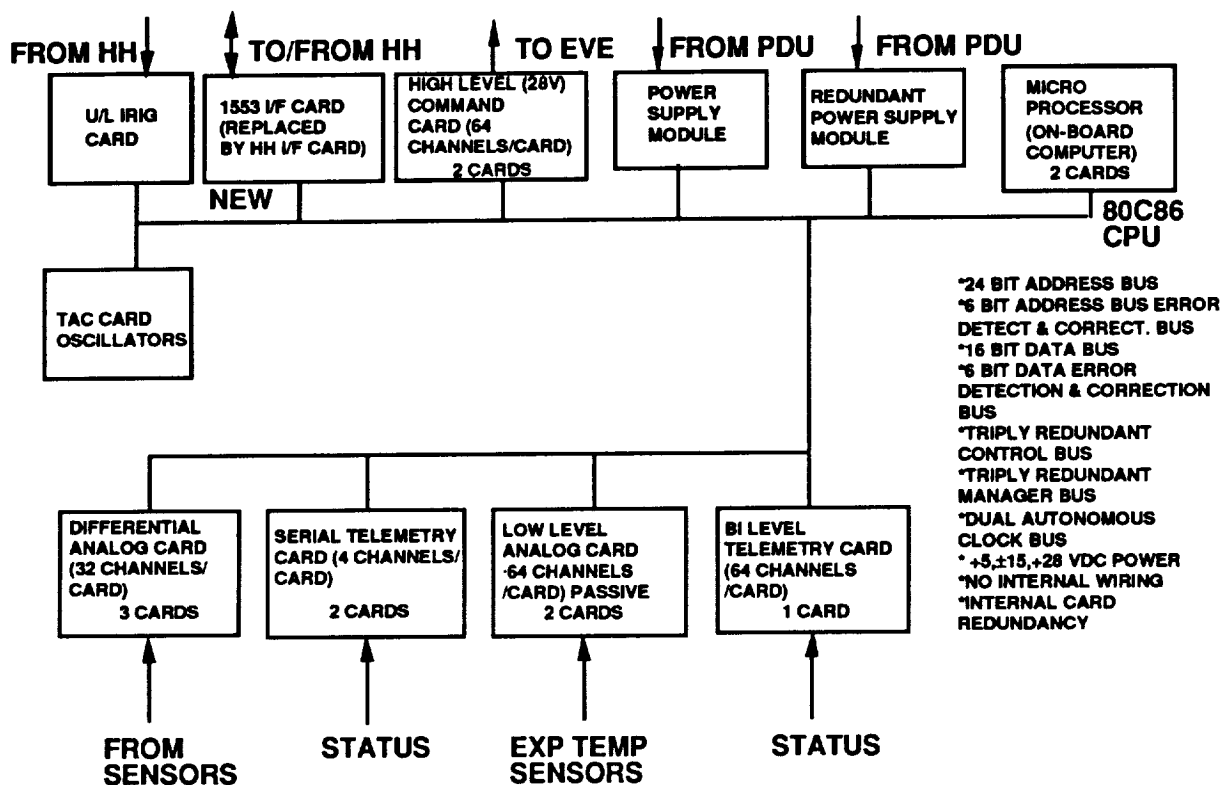 FROM HH
TO/FROM HH
TO EVE
FROM PDU
FROM PDU
U/L IRIG
CARD
1553 I/F CARD
(REPLACED
BY HH I/F CARD)
HIGH LEVEL (28V)
COMMAND
CARD (64
CHANNELS/CARD)
2 CARDS
POWER
SUPPLY
MODULE
REDUNDANT
POWER SUPPLY
MODULE
MICRO
PROCESSOR
(ON-BOARD
COMPUTER)
2 CARDS
NEW
80C86
CPU
TAC CARD
OSCILLATORS
*24 BIT ADDRESS BUS
*6 BIT ADDRESS BUS ERROR
DETECT & CORRECT. BUS
*16 BIT DATA BUS
*6 BIT DATA ERROR
DETECTION & CORRECTION
BUS
*TRIPLY REDUNDANT
CONTROL BUS
*TRIPLY REDUNDANT
MANAGER BUS
*DUAL AUTONOMOUS
CLOCK BUS
* +5,±15,+28 VDC POWER
*NO INTERNAL WIRING
*INTERNAL CARD
REDUNDANCY
DIFFERENTIAL
ANALOG CARD
(32 CHANNELS/
CARD)
3 CARDS
SERIAL TELEMETRY
CARD (4 CHANNELS/
CARD)
2 CARDS
LOW LEVEL
ANALOG CARD
·64 CHANNELS
/CARD) PASSIVE
2 CARDS
BI LEVEL
TELEMETRY CARD
(64 CHANNELS
/CARD)
1 CARD
FROM
SENSORS
STATUS
EXP TEMP
SENSORS
STATUS